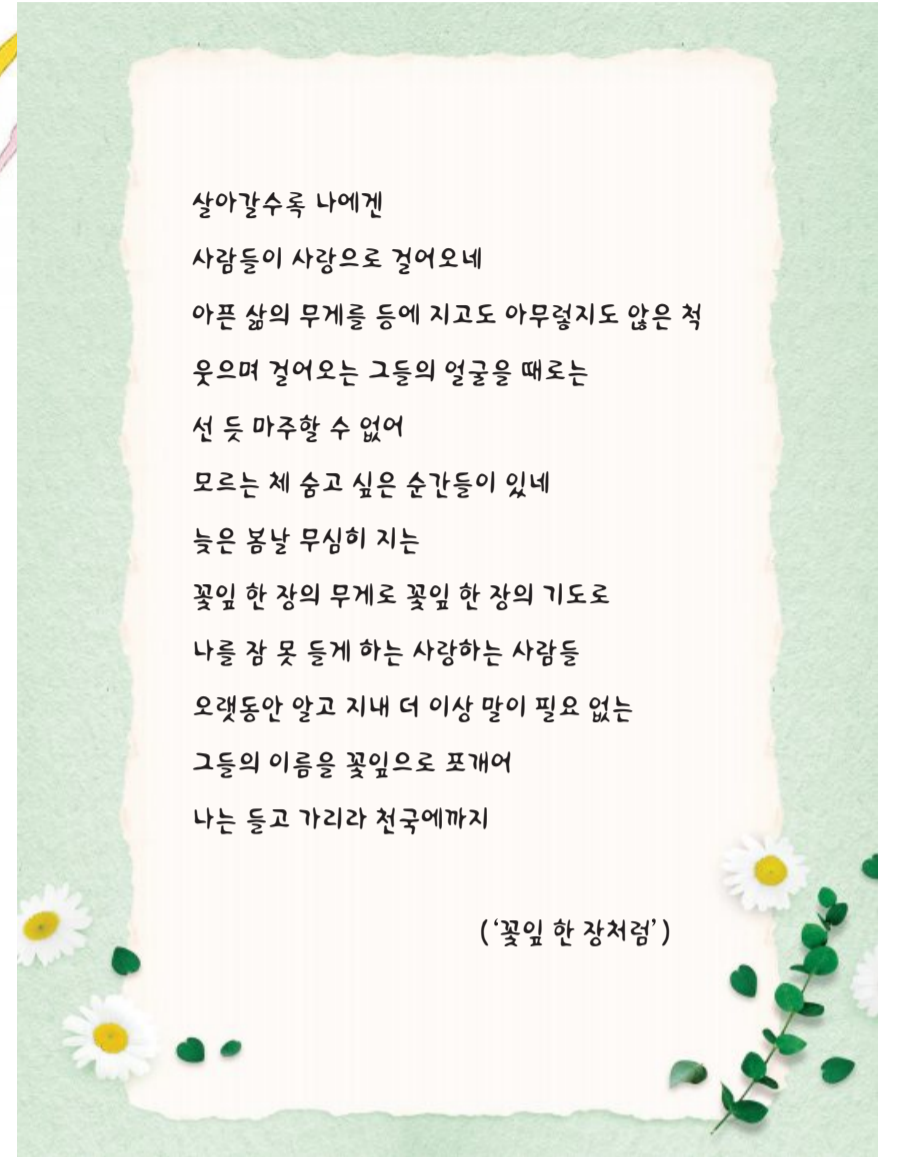 살아갈수록 나에겐
사람들이 사랑으로 걸어오네
아픈 삶의 무게를 등에 지고도 아무렇지도 않은 척
웃으며 걸어오는 그들의 얼굴을 때로는
선 듯 마주할 수 없어
모르는 체 숨고 싶은 순간들이 있네
늦은 봄날 무심히 지는
꽃잎 한 장의 무게로 꽃잎 한 장의 기도로
나를 잠 못 들게 하는 사랑하는 사람들
오랫동안 알고 지내 더 이상 말이 필요 없는
그들의 이름을 꽃잎으로 포개어
나는 들고 가리라 천국에까지
(‘꽃잎 한 장처럼’)